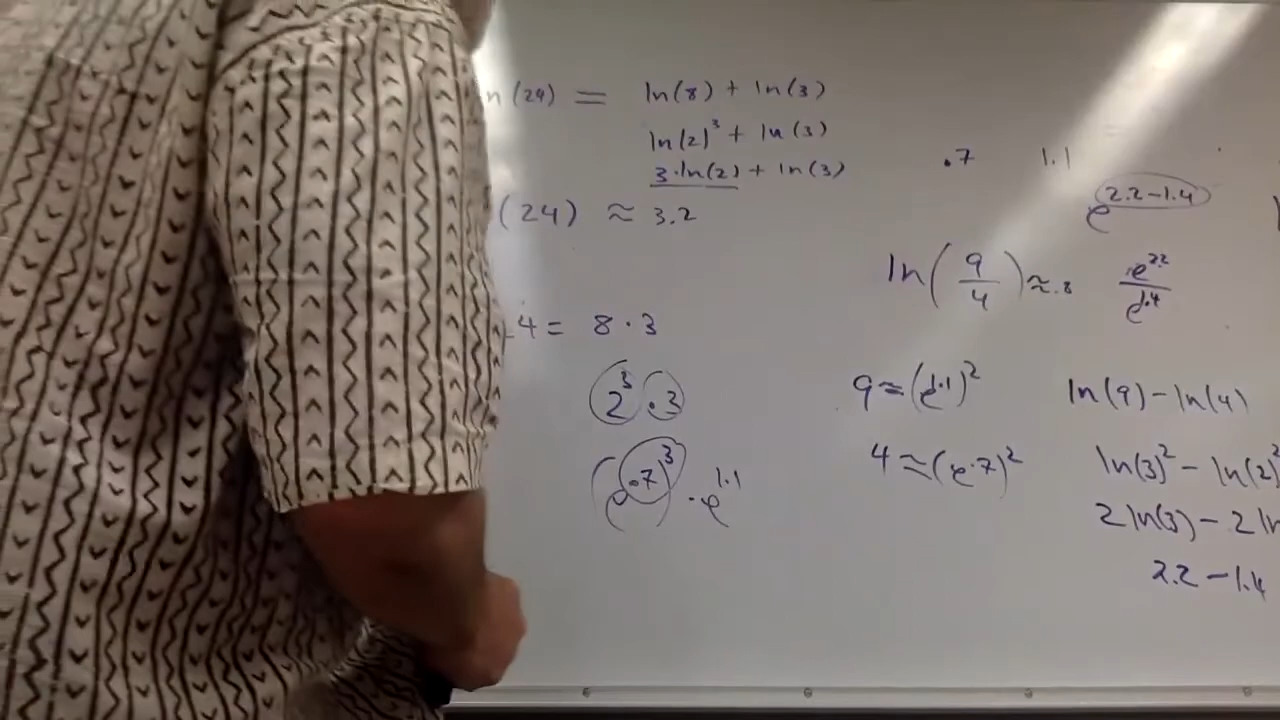 n(24) = ln(8) + ln(3)
ln(2)³ + ln(3)
3·ln(2) + ln(3)
(24) ≈ 3.2
4 = 8·3
2³·3
(e^.7)³·e^1.1
.7 1.1
e^2.2-1.4
ln(9/4) ≈ .8 e^2.2/e^1.4
9 ≈ (e^1.1)² ln(9) - ln(4)
4 ≈ (e^.7)² ln(3)² - ln(2)²
2 ln(3) - 2 ln
2.2 - 1.4